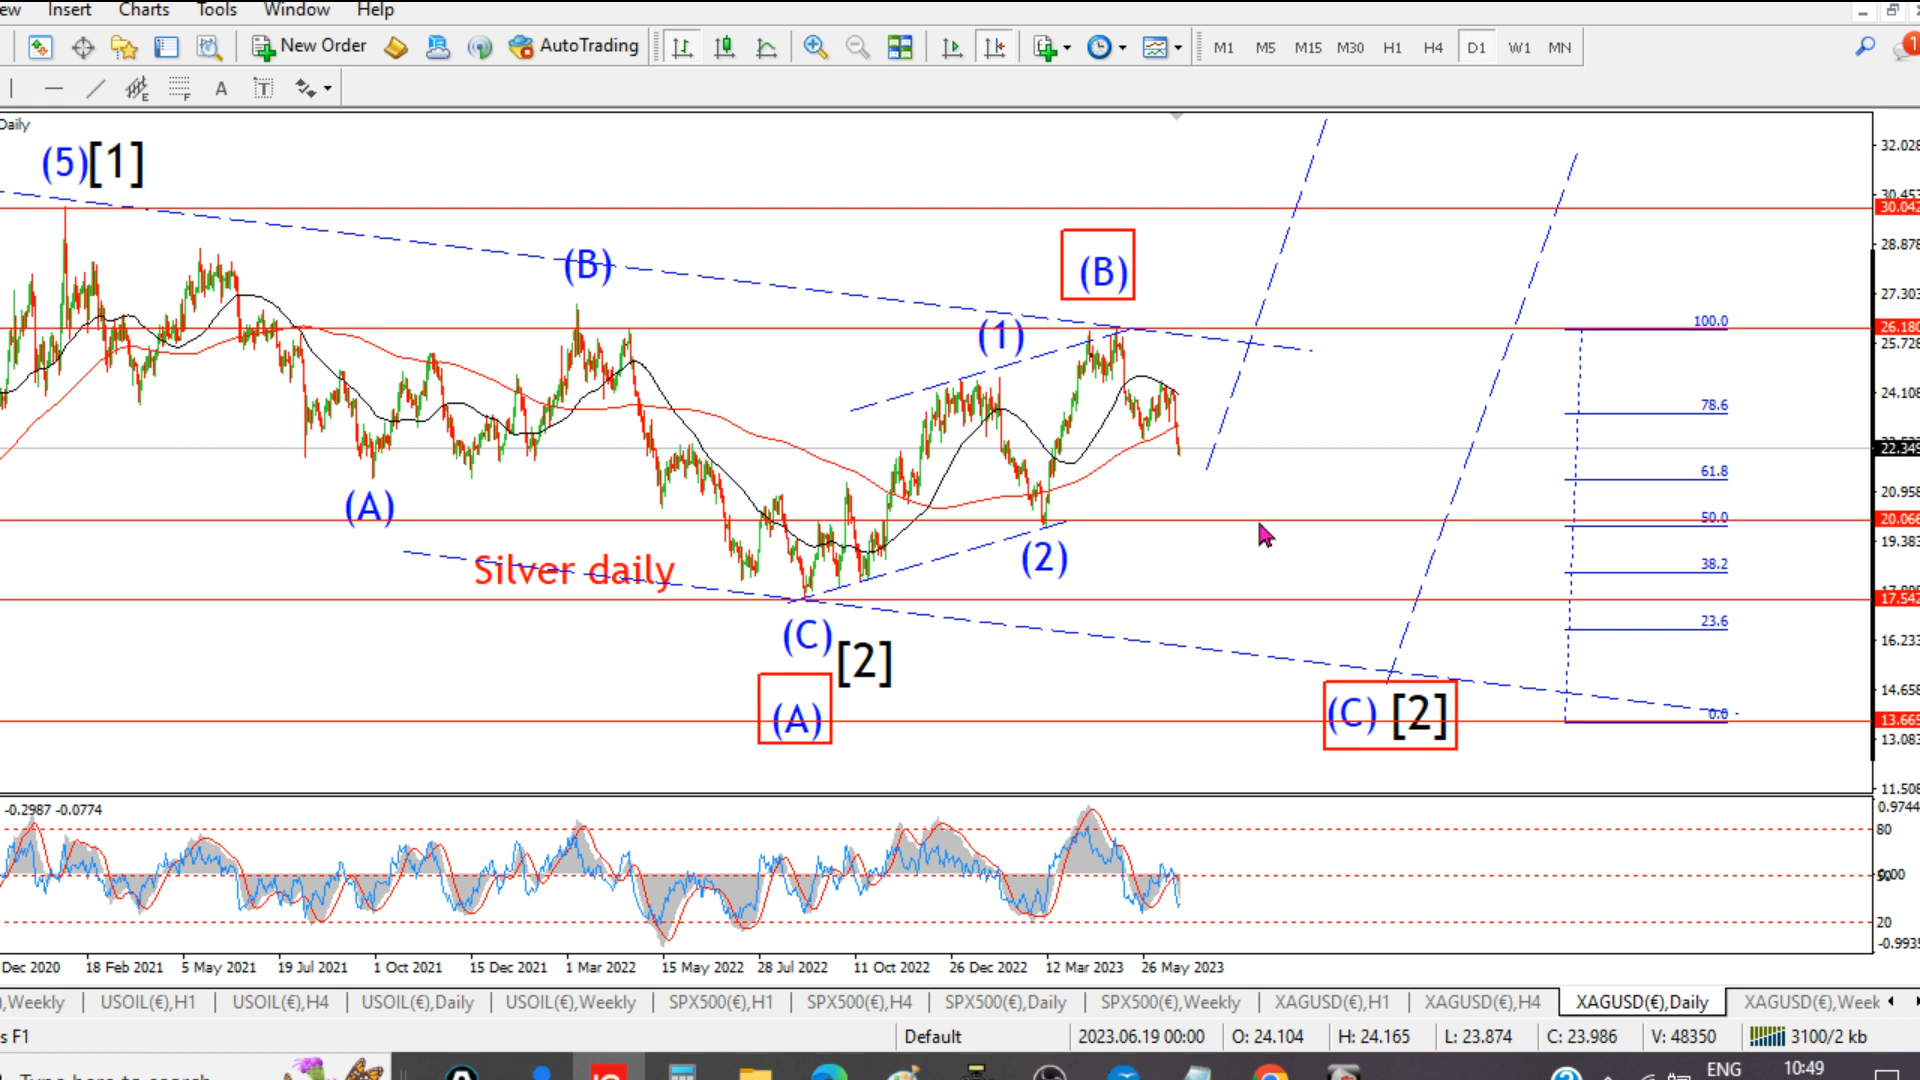 ew Insert Charts Tools Window Help
New Order AutoTrading M1 M5 M15 M30 H1 H4 D1 W1 MN 1
E F A T
Daily
32.028
(5)[1]
30.453
30.042
28.878
(B)
(B)
27.303
100.0
26.180
(1)
25.728
24.108
78.6
22.349
61.8
20.958
(A)
50.0
20.066
19.383
(2)
Silver daily
38.2
17.542
23.6
(C)
[2]
16.233
14.658
(A)
(C) [2]
0.0
13.665
13.083
11.508
-0.2987 -0.0774
0.9744
80
20
-0.9935
Dec 2020 18 Feb 2021 5 May 2021 19 Jul 2021 1 Oct 2021 15 Dec 2021 1 Mar 2022 15 May 2022 28 Jul 2022 11 Oct 2022 26 Dec 2022 12 Mar 2023 26 May 2023
),Weekly USOIL(€),H1 USOIL(€),H4 USOIL(€),Daily USOIL(€),Weekly SPX500(€),H1 SPX500(€),H4 SPX500(€),Daily SPX500(€),Weekly XAGUSD(€),H1 XAGUSD(€),H4 XAGUSD(€),Daily XAGUSD(€),Week
s F1 Default 2023.06.19 00:00 O: 24.104 H: 24.165 L: 23.874 C: 23.986 V: 48350 3100/2 kb
Type here to search ENG 10:49